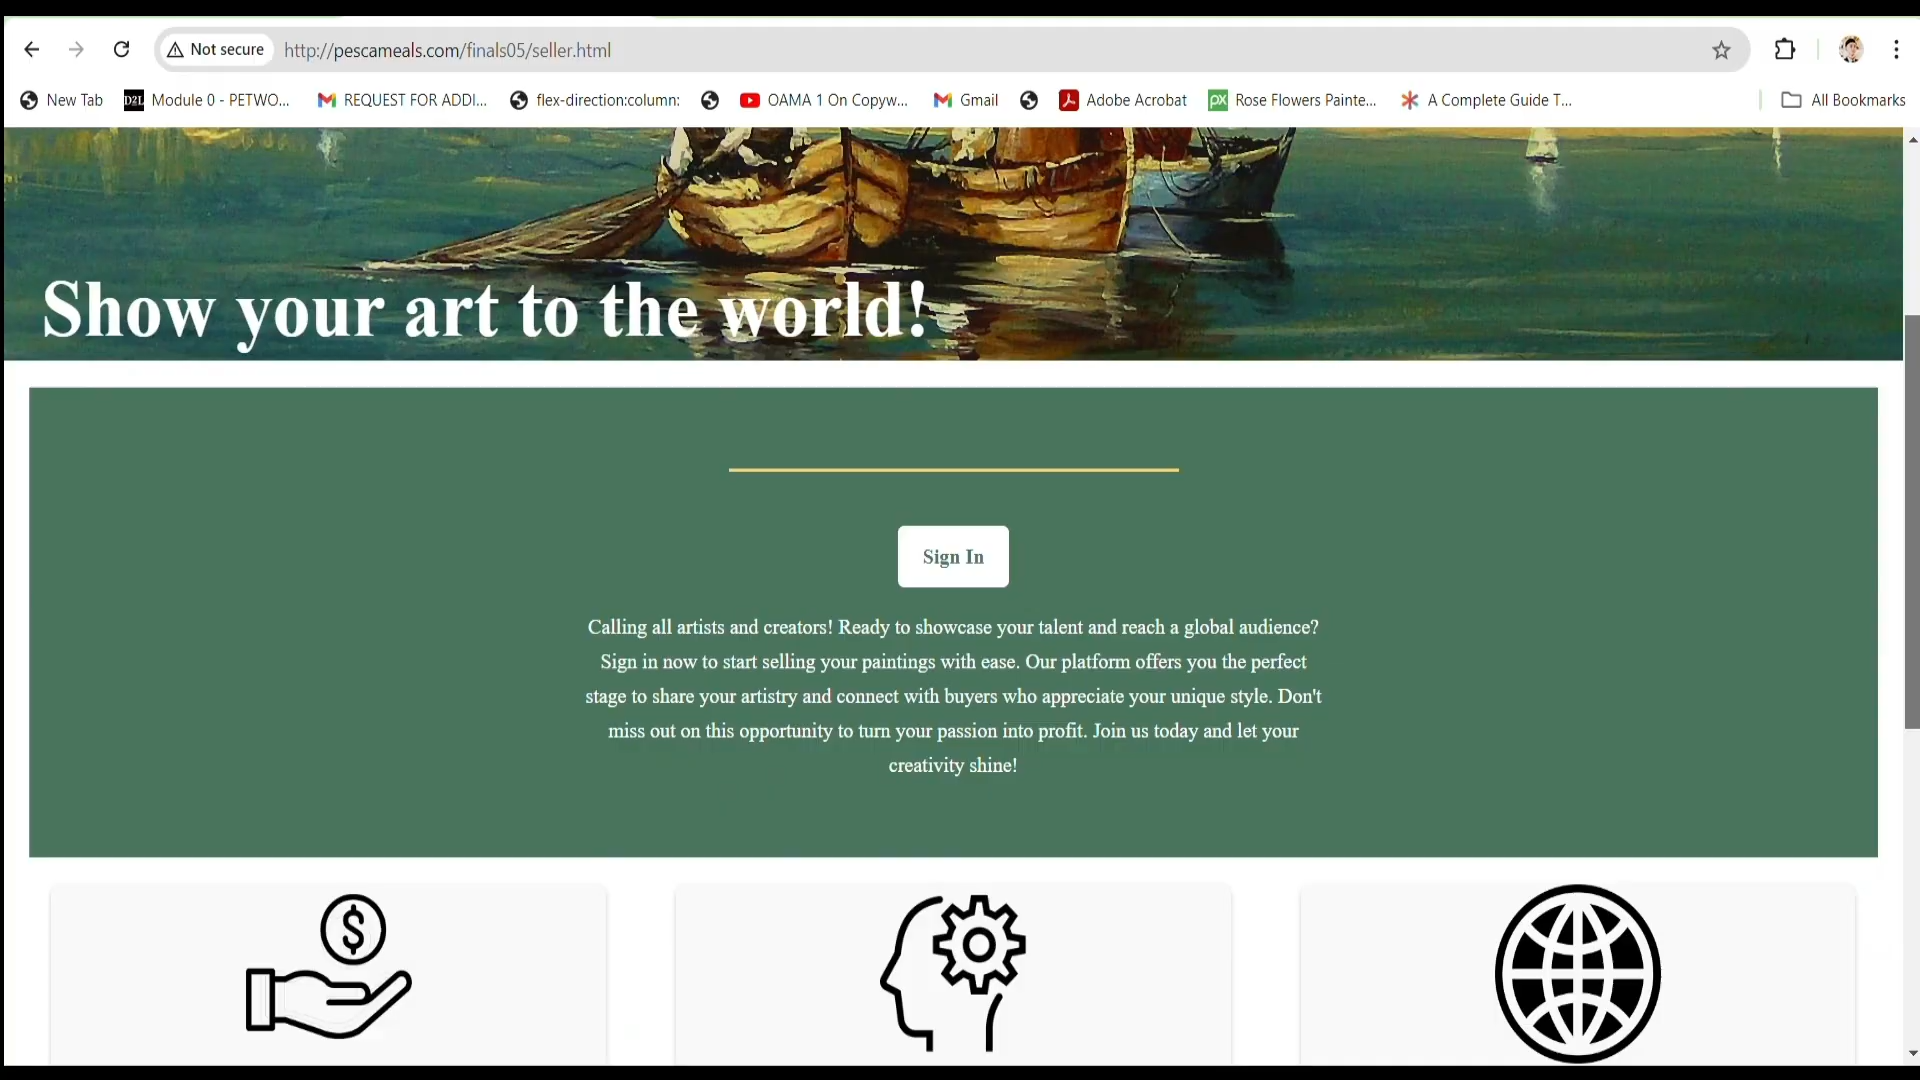 Not secure
http://pescameals.com/finals05/seller.html
New Tab
D2L Module 0 - PETWO...
REQUEST FOR ADDI...
flex-direction:column:
OAMA 1 On Copyw...
Gmail
Adobe Acrobat
px Rose Flowers Painte...
A Complete Guide T...
All Bookmarks
Show your art to the world!
Sign In
Calling all artists and creators! Ready to showcase your talent and reach a global audience?
Sign in now to start selling your paintings with ease. Our platform offers you the perfect
stage to share your artistry and connect with buyers who appreciate your unique style. Don't
miss out on this opportunity to turn your passion into profit. Join us today and let your
creativity shine!
$